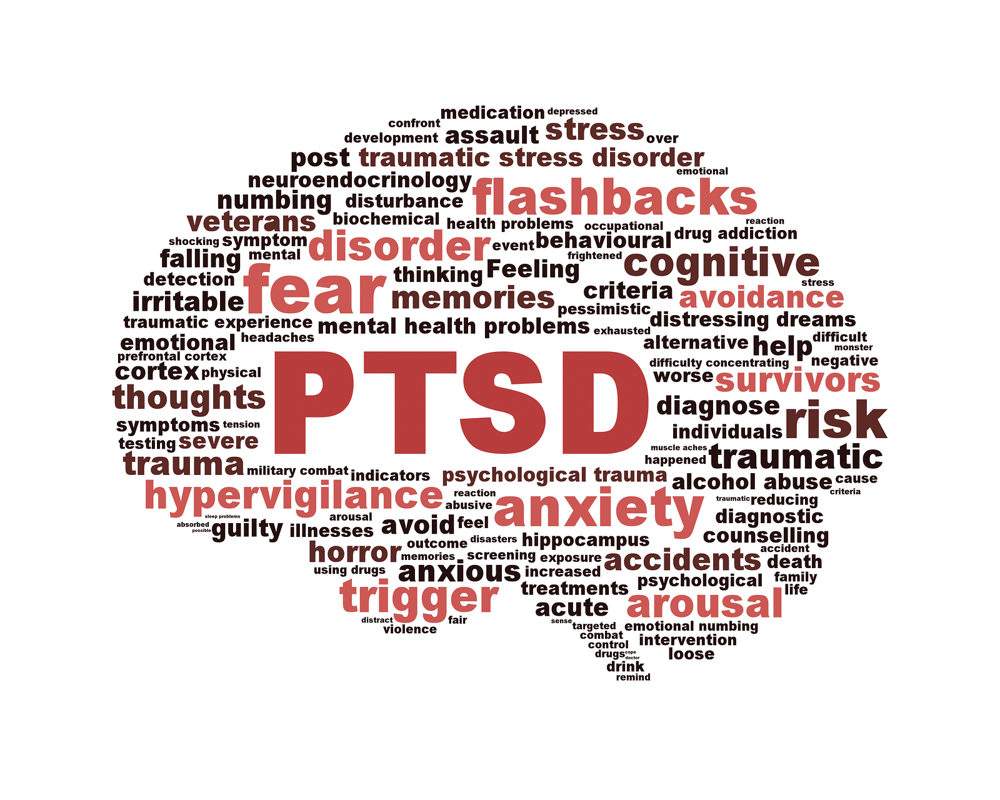 medication depressed
confront
development assault stress over
post traumatic stress disorder
emotional
neuroendocrinology flashbacks
numbing disturbance
veterans biochemical health problems occupational reaction
shocking symptom disorder event behavioural drug addiction
falling mental frightened cognitive
detection fear thinking Feeling
stress
irritable memories criteria avoidance
pessimistic
traumatic experience mental health problems exhausted distressing dreams
emotional headaches alternative help difficult
monster
prefrontal cortex difficulty concentrating negative
cortex physical PTSD worse survivors
thoughts diagnose
symptoms tension individuals risk
testing severe
muscle aches
trauma happened traumatic
military combat indicators psychological trauma alcohol abuse cause
hypervigilance reaction anxiety criteria
abusive traumatic reducing
sleep problems arousal diagnostic
absorbed guilty illnesses avoid feel
possible
outcome disasters hippocampus counselling
horror memories screening exposure accidents accident
death
using drugs anxious increased
trigger treatments psychological family
life
acute arousal
distract fair sense
violence targeted emotional numbing
combat intervention
control
drugs cope loose
doctor
drink
remind